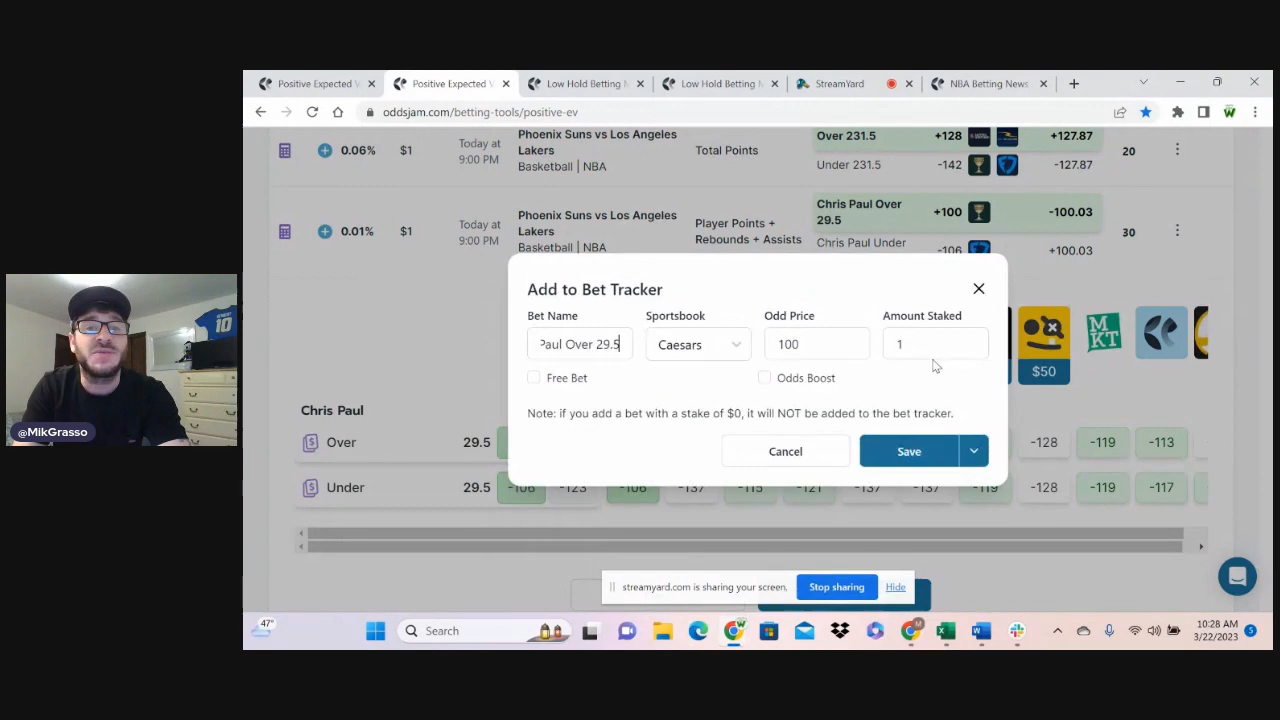 Positive Expected V
Positive Expected V
Low Hold Betting
Low Hold Betting
StreamYard
NBA Betting News
oddsjam.com/betting-tools/positive-ev
0.06% $1 Today at 9:00 PM
Phoenix Suns vs Los Angeles
Lakers
Basketball | NBA
Total Points
Over 231.5 +128 +127.87
Under 231.5 -142 -127.87
20
0.01% $1 Today at 9:00 PM
Phoenix Suns vs Los Angeles
Lakers
Basketball | NBA
Player Points +
Rebounds + Assists
Chris Paul Over
29.5
+100 -100.03
Chris Paul Under
-106 +100.03
30
Add to Bet Tracker
Bet Name Sportsbook Odd Price Amount Staked
Paul Over 29.5 Caesars 100 1
Free Bet Odds Boost
Note: if you add a bet with a stake of $0, it will NOT be added to the bet tracker.
Cancel Save
MKT
$50
Chris Paul
Over 29.5 -128 -119 -113
Under 29.5 -106 -123 -106 -137 -115 -121 -137 -137 -119 -128 -119 -117
@MikGrasso
10
streamyard.com is sharing your screen. Stop sharing Hide
47°
Search
10:28 AM
3/22/2023
5